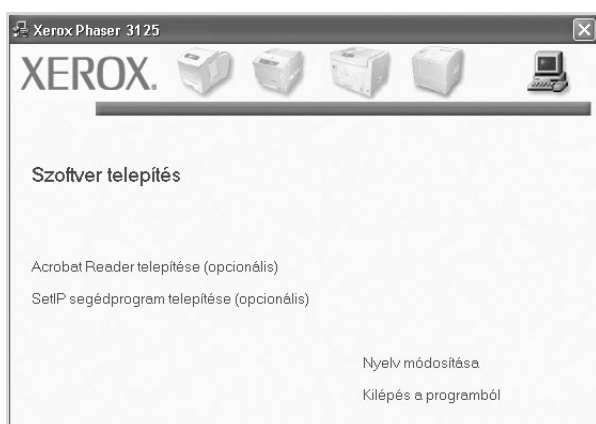 Xerox Phaser 3125
XEROX.
Szoftver telepítés
Acrobat Reader telepítése (opcionális)
SetIP segédprogram telepítése (opcionális)
Nyelv módosítása
Kilépés a programból